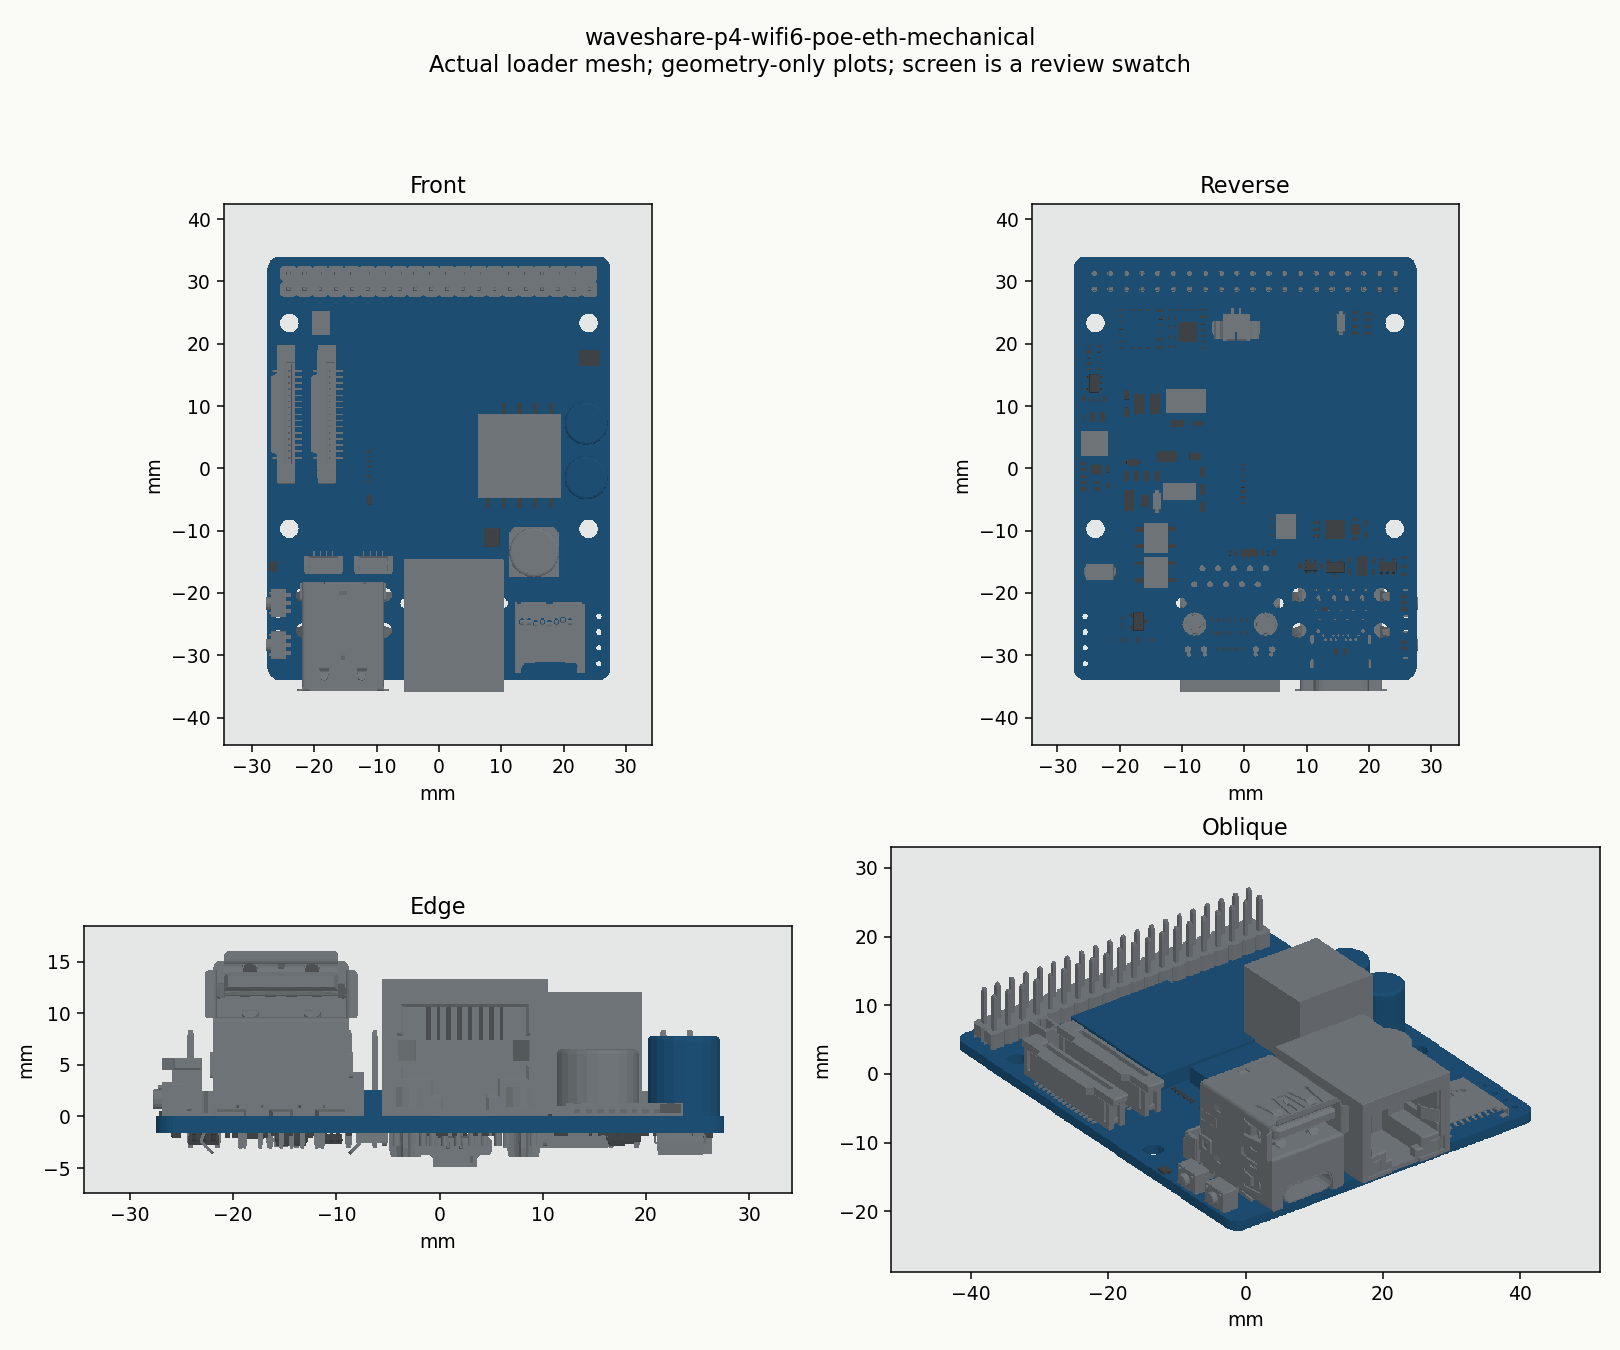 waveshare-p4-wifi6-poe-eth-mechanical
Actual loader mesh; geometry-only plots; screen is a review swatch
Front
40
30
20
10
0
−10
−20
−30
−40
mm
−30 −20 −10 0 10 20 30
mm
Reverse
40
30
20
10
0
−10
−20
−30
−40
mm
−30 −20 −10 0 10 20 30
mm
Edge
15
10
5
0
−5
mm
−30 −20 −10 0 10 20 30
mm
Oblique
30
20
10
0
−10
−20
mm
−40 −20 0 20 40
mm